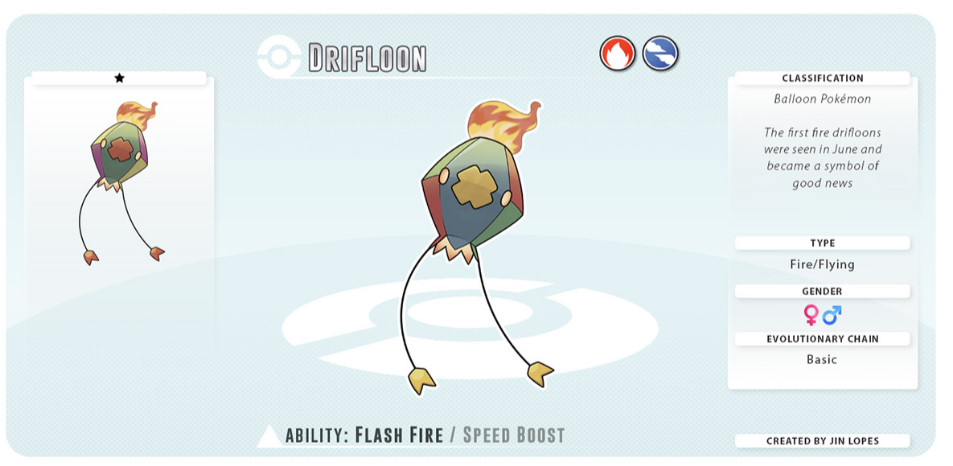 DRIFLOON
★
CLASSIFICATION
Balloon Pokémon
The first fire drifloons
were seen in June and
became a symbol of
good news
TYPE
Fire/Flying
GENDER
♀♂
EVOLUTIONARY CHAIN
Basic
ABILITY: FLASH FIRE / SPEED BOOST
CREATED BY JIN LOPES